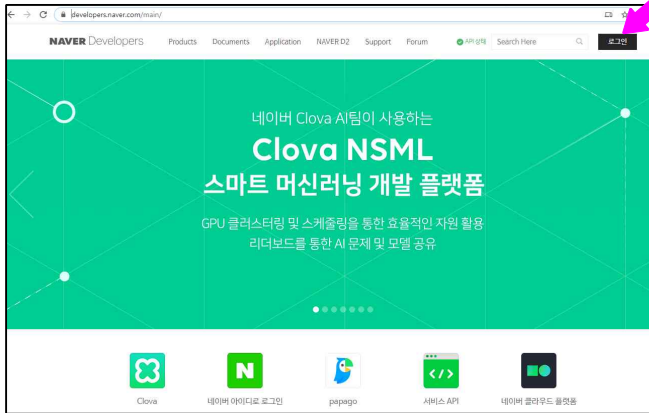 developers.naver.com/main/
NAVER Developers Products Documents Application NAVER D2 Support Forum API 상태 Search Here 로그인
네이버 Clova AI팀이 사용하는
Clova NSML
스마트 머신러닝 개발 플랫폼
GPU 클러스터링 및 스케줄링을 통한 효율적인 자원 활용
리더보드를 통한 AI 문제 및 모델 공유
Clova 네이버 아이디로 로그인 papago 서비스 API 네이버 클라우드 플랫폼